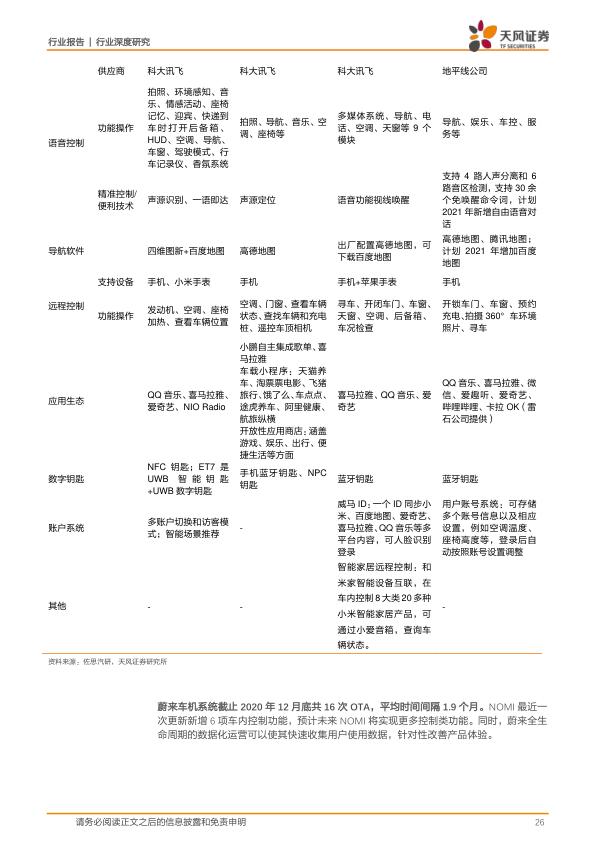 行业报告 | 行业深度研究
天风证券
TF SECURITIES
供应商 科大讯飞 科大讯飞 科大讯飞 地平线公司
语音控制
功能操作
拍照、环境感知、音
乐、情感活动、座椅
记忆、迎宾、快递到
车时打开后备箱、
HUD、空调、导航、
车窗、驾驶模式、行
车记录仪、香氛系统
拍照、导航、音乐、空
调、座椅等
多媒体系统、导航、电
话、空调、天窗等 9 个
模块
导航、娱乐、车控、服
务等
精准控制/
便利技术
声源识别、一语即达
声源定位
语音功能视线唤醒
支持 4 路人声分离和 6
路音区检测，支持 30 余
个免唤醒命令词，计划
2021 年新增自由语音对
话
导航软件
四维图新+百度地图
高德地图
出厂配置高德地图，可
下载百度地图
高德地图、腾讯地图；
计划 2021 年增加百度
地图
远程控制
支持设备 手机、小米手表 手机 手机+苹果手表 手机
功能操作
发动机、空调、座椅
加热、查看车辆位置
空调、门窗、查看车辆
状态、查找车辆和充电
桩、遥控车顶相机
寻车、开闭车门、车窗、
天窗、空调、后备箱、
车况检查
开锁车门、车窗、预约
充电、拍摄 360° 车环境
照片、寻车
应用生态
QQ 音乐、喜马拉雅、
爱奇艺、NIO Radio
小鹏自主集成歌单、喜
马拉雅
车载小程序：天猫养
车、淘票票电影、飞猪
旅行、饿了么、车点点、
途虎养车、阿里健康、
航旅纵横
开放性应用商店：涵盖
游戏、娱乐、出行、便
捷生活等方面
喜马拉雅、QQ 音乐、爱
奇艺
QQ 音乐、喜马拉雅、微
信、爱趣听、爱奇艺、
哔哩哔哩、卡拉 OK（雷
石公司提供）
数字钥匙
NFC 钥匙；ET7 是
UWB 智能钥匙
+UWB 数字钥匙
手机蓝牙钥匙、NPC
钥匙
蓝牙钥匙
蓝牙钥匙
账户系统
多账户切换和访客模
式；智能场景推荐
-
威马 ID：一个 ID 同步小
米、百度地图、爱奇艺、
喜马拉雅、QQ 音乐等多
平台内容，可人脸识别
登录
用户账号系统：可存储
多个账号信息以及相应
设置，例如空调温度、
座椅高度等，登录后自
动按照账号设置调整
其他
-
-
智能家居远程控制：和
米家智能设备互联，在
车内控制 8 大类 20 多种
小米智能家居产品，可
通过小爱音箱，查询车
辆状态。
-
资料来源：佐思汽研，天风证券研究所
蔚来车机系统截止 2020 年 12 月底共 16 次 OTA，平均时间间隔 1.9 个月。NOMI 最近一
次更新新增 6 项车内控制功能，预计未来 NOMI 将实现更多控制类功能。同时，蔚来全生
命周期的数据化运营可以使其快速收集用户使用数据，针对性改善产品体验。
请务必阅读正文之后的信息披露和免责申明
26